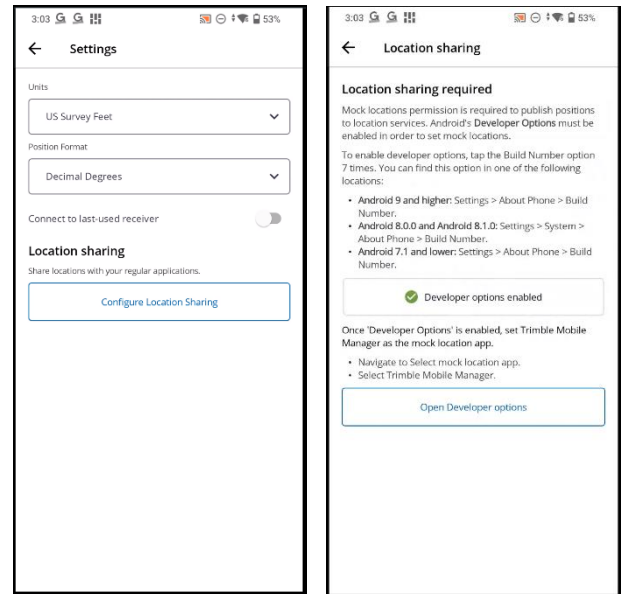 3:03 G G 53%
← Settings
Units
US Survey Feet
Position Format
Decimal Degrees
Connect to last-used receiver
Location sharing
Share locations with your regular applications.
Configure Location Sharing
3:03 G G 53%
← Location sharing
Location sharing required
Mock locations permission is required to publish positions
to location services. Android's Developer Options must be
enabled in order to set mock locations.
To enable developer options, tap the Build Number option
7 times. You can find this option in one of the following
locations:
• Android 9 and higher: Settings > About Phone > Build
Number.
• Android 8.0.0 and Android 8.1.0: Settings > System >
About Phone > Build Number.
• Android 7.1 and lower: Settings > About Phone > Build
Number.
Developer options enabled
Once 'Developer Options' is enabled, set Trimble Mobile
Manager as the mock location app.
• Navigate to Select mock location app.
• Select Trimble Mobile Manager.
Open Developer options